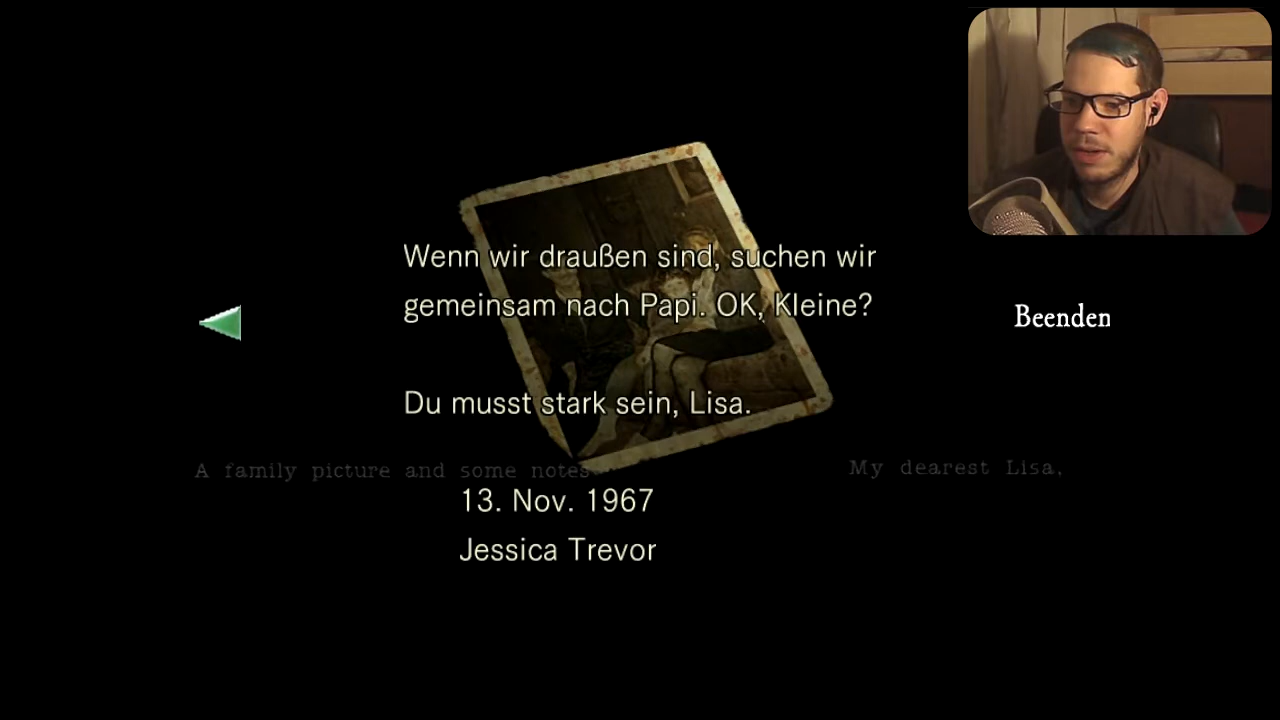 Wenn wir draußen sind, suchen wir
gemeinsam nach Papi. OK, Kleine?
Beenden
Du musst stark sein, Lisa.
A family picture and some notes
My dearest Lisa,
13. Nov. 1967
Jessica Trevor